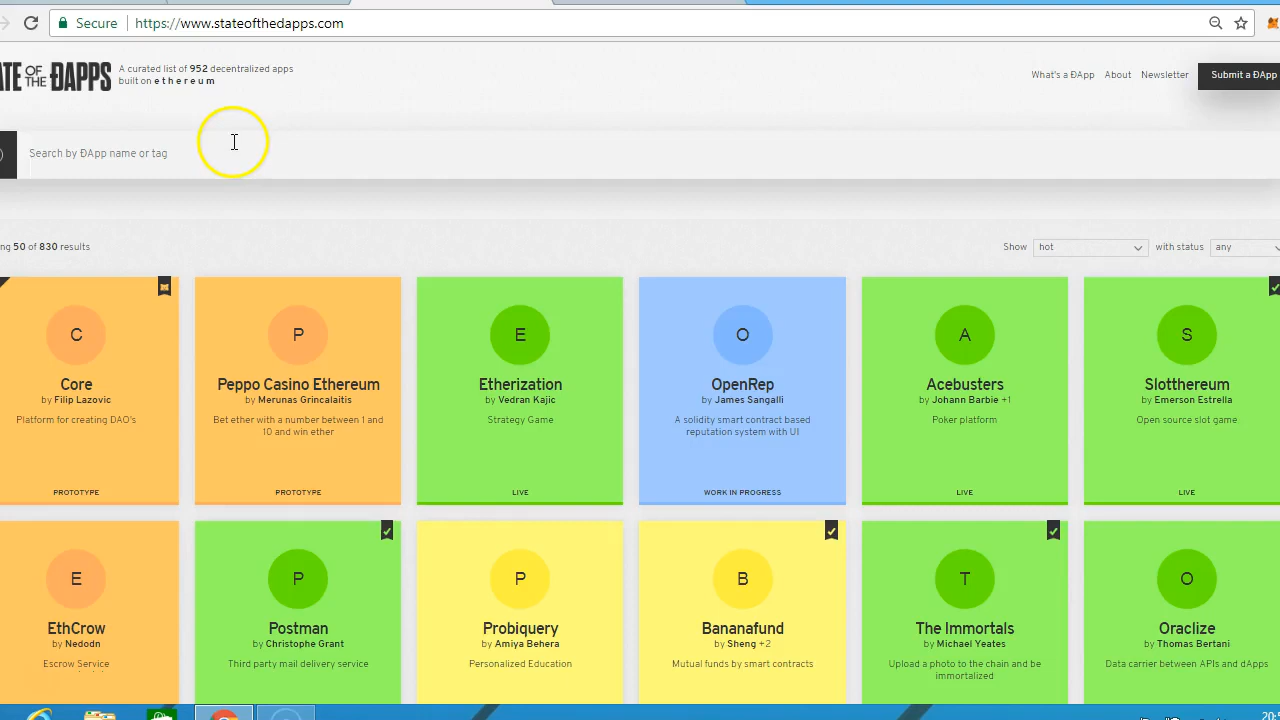 Secure https://www.stateofthedapps.com
ATE OF THE ĐAPPS
A curated list of 952 decentralized apps
built on ethereum
What's a ĐApp About Newsletter Submit a ĐApp
Search by ĐApp name or tag
ng 50 of 830 results
Show hot with status any
C
Core
by Filip Lazovic
Platform for creating DAO's
PROTOTYPE
P
Peppo Casino Ethereum
by Merunas Grincalaitis
Bet ether with a number between 1 and
10 and win ether
PROTOTYPE
E
Etherization
by Vedran Kajic
Strategy Game
LIVE
O
OpenRep
by James Sangalli
A solidity smart contract based
reputation system with UI
WORK IN PROGRESS
A
Acebusters
by Johann Barbie +1
Poker platform
LIVE
S
Slotthereum
by Emerson Estrella
Open source slot game
LIVE
E
EthCrow
by Nedodn
Escrow Service
P
Postman
by Christophe Grant
Third party mail delivery service
P
Probiquery
by Amiya Behera
Personalized Education
B
Bananafund
by Sheng +2
Mutual funds by smart contracts
T
The Immortals
by Michael Yeates
Upload a photo to the chain and be
immortalized
O
Oraclize
by Thomas Bertani
Data carrier between APIs and dApps